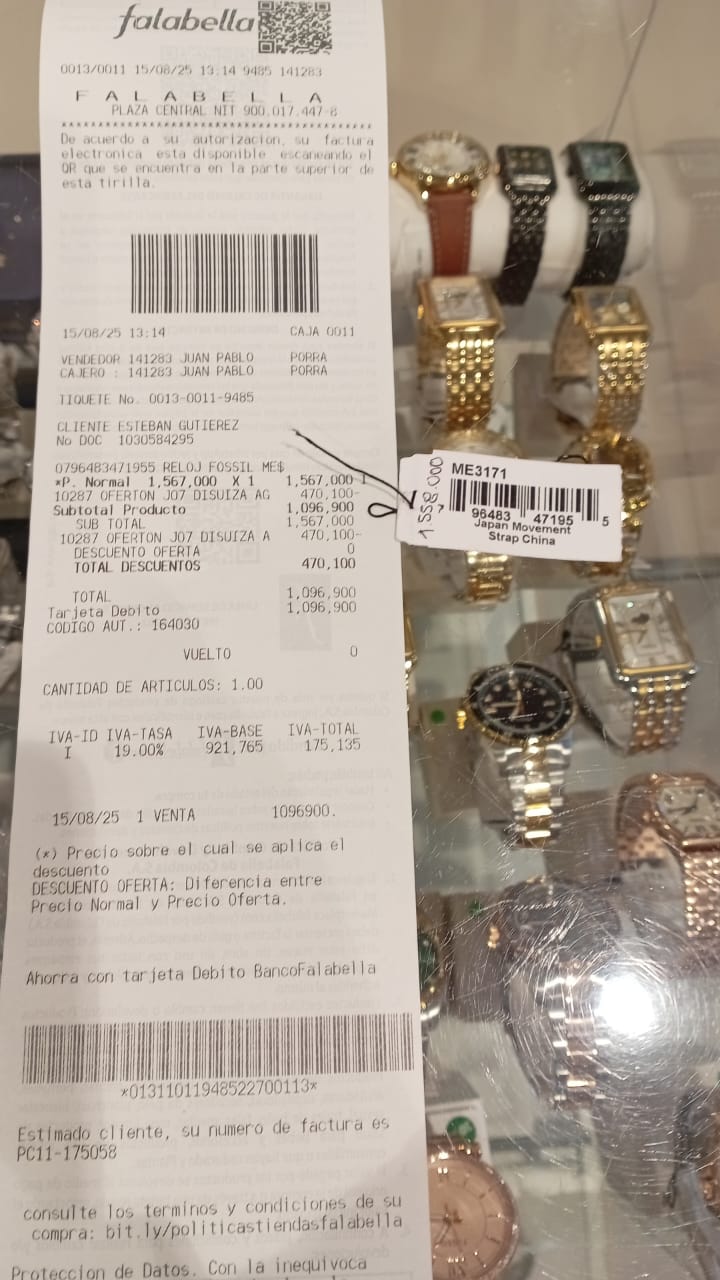 falabella
0013/0011 15/08/25 13:14 9485 141283
F A L A B E L L A
PLAZA CENTRAL NIT 900.017.447-8
De acuerdo a su autorizacion, su factura
electronica esta disponible escaneando el
QR que se encuentra en la parte superior de
esta tirilla.
15/08/25 13:14 CAJA 0011
VENDEDOR 141283 JUAN PABLO PORRA
CAJERO : 141283 JUAN PABLO PORRA
TIQUETE No. 0013-0011-9485
CLIENTE ESTEBAN GUTIEREZ
No DOC 1030584295
0796483471955 RELOJ FOSSIL ME$
*P. Normal 1,567,000 X 1 1,567,000 I
10287 OFERTON J07 DISUIZA AG 470,100-
Subtotal Producto 1,096,900
SUB TOTAL 1,567,000
10287 OFERTON J07 DISUIZA A 470,100-
DESCUENTO OFERTA 0
TOTAL DESCUENTOS 470,100
TOTAL 1,096,900
Tarjeta Debito 1,096,900
CODIGO AUT.: 164030
VUELTO 0
CANTIDAD DE ARTICULOS: 1.00
IVA-ID IVA-TASA IVA-BASE IVA-TOTAL
I 19.00% 921,765 175,135
15/08/25 1 VENTA 1096900.
(*) Precio sobre el cual se aplica el
descuento
DESCUENTO OFERTA: Diferencia entre
Precio Normal y Precio Oferta.
Ahorra con tarjeta Debito BancoFalabella
*01311011948522700113*
Estimado cliente, su numero de factura es
PC11-175058
consulte los terminos y condiciones de su
compra: bit.ly/politicastiendasfalabella
Proteccion de Datos. Con la inequivoca
ME3171
96483 47195 5
Japan Movement
Strap China
1.558.000